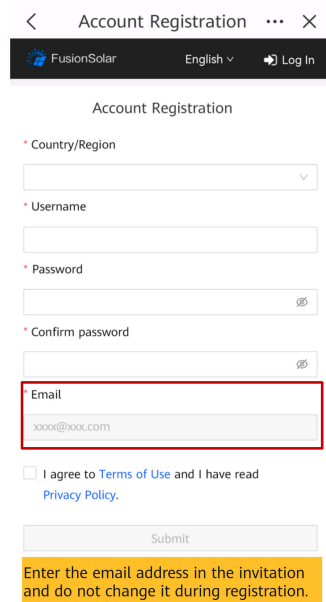 Account Registration
FusionSolar English Log In
Account Registration
* Country/Region
* Username
* Password
* Confirm password
* Email
xxxx@xxx.com
I agree to Terms of Use and I have read
Privacy Policy.
Submit
Enter the email address in the invitation
and do not change it during registration.